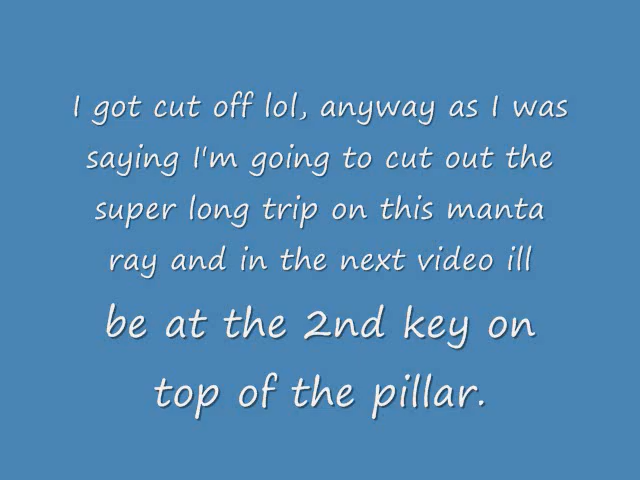 I got cut off lol, anyway as I was
saying I'm going to cut out the
super long trip on this manta
ray and in the next video ill
be at the 2nd key on
top of the pillar.